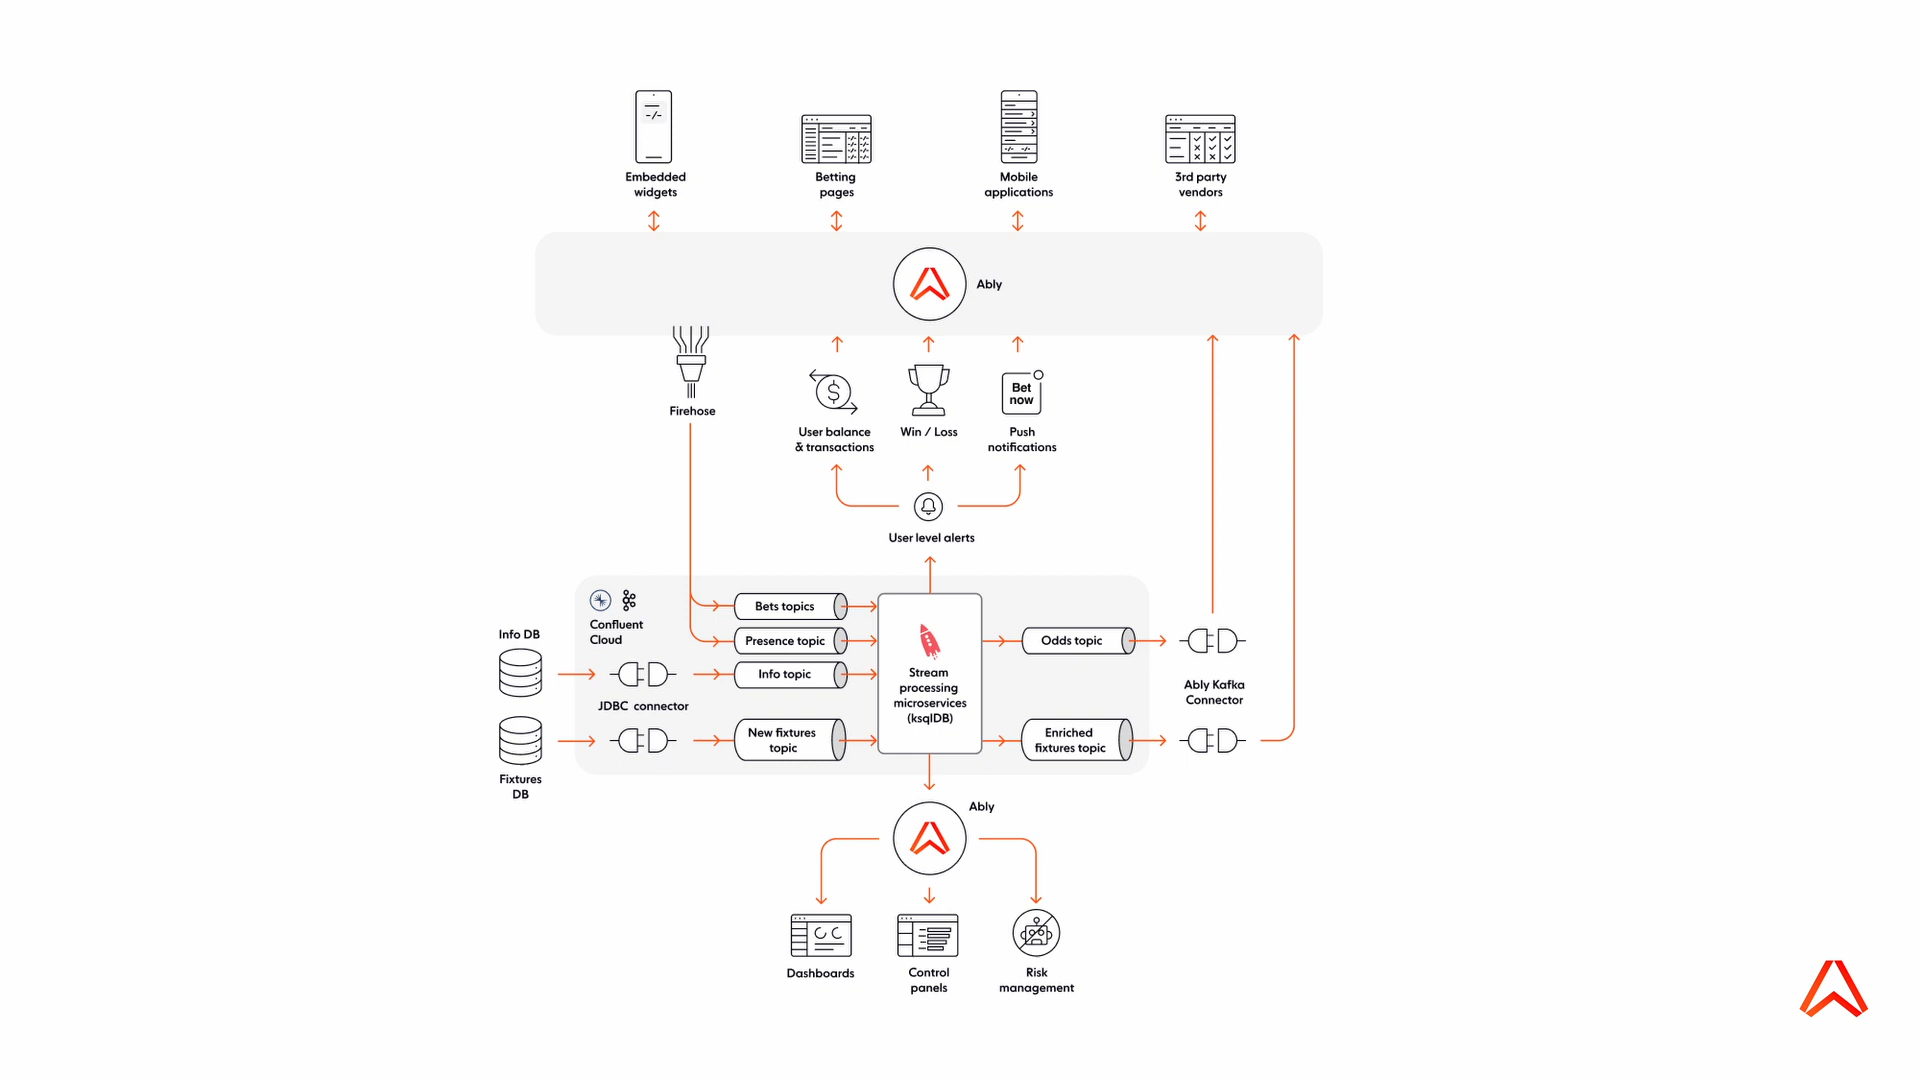 Embedded
widgets
Betting
pages
Mobile
applications
3rd party
vendors
Ably
Firehose
Bet
now
User balance
& transactions
Win / Loss
Push
notifications
User level alerts
Confluent
Cloud
Info DB
Bets topics
Presence topic
Info topic
JDBC connector
New fixtures
topic
Fixtures
DB
Stream
processing
microservices
(ksqlDB)
Odds topic
Enriched
fixtures topic
Ably Kafka
Connector
Ably
Dashboards
Control
panels
Risk
management